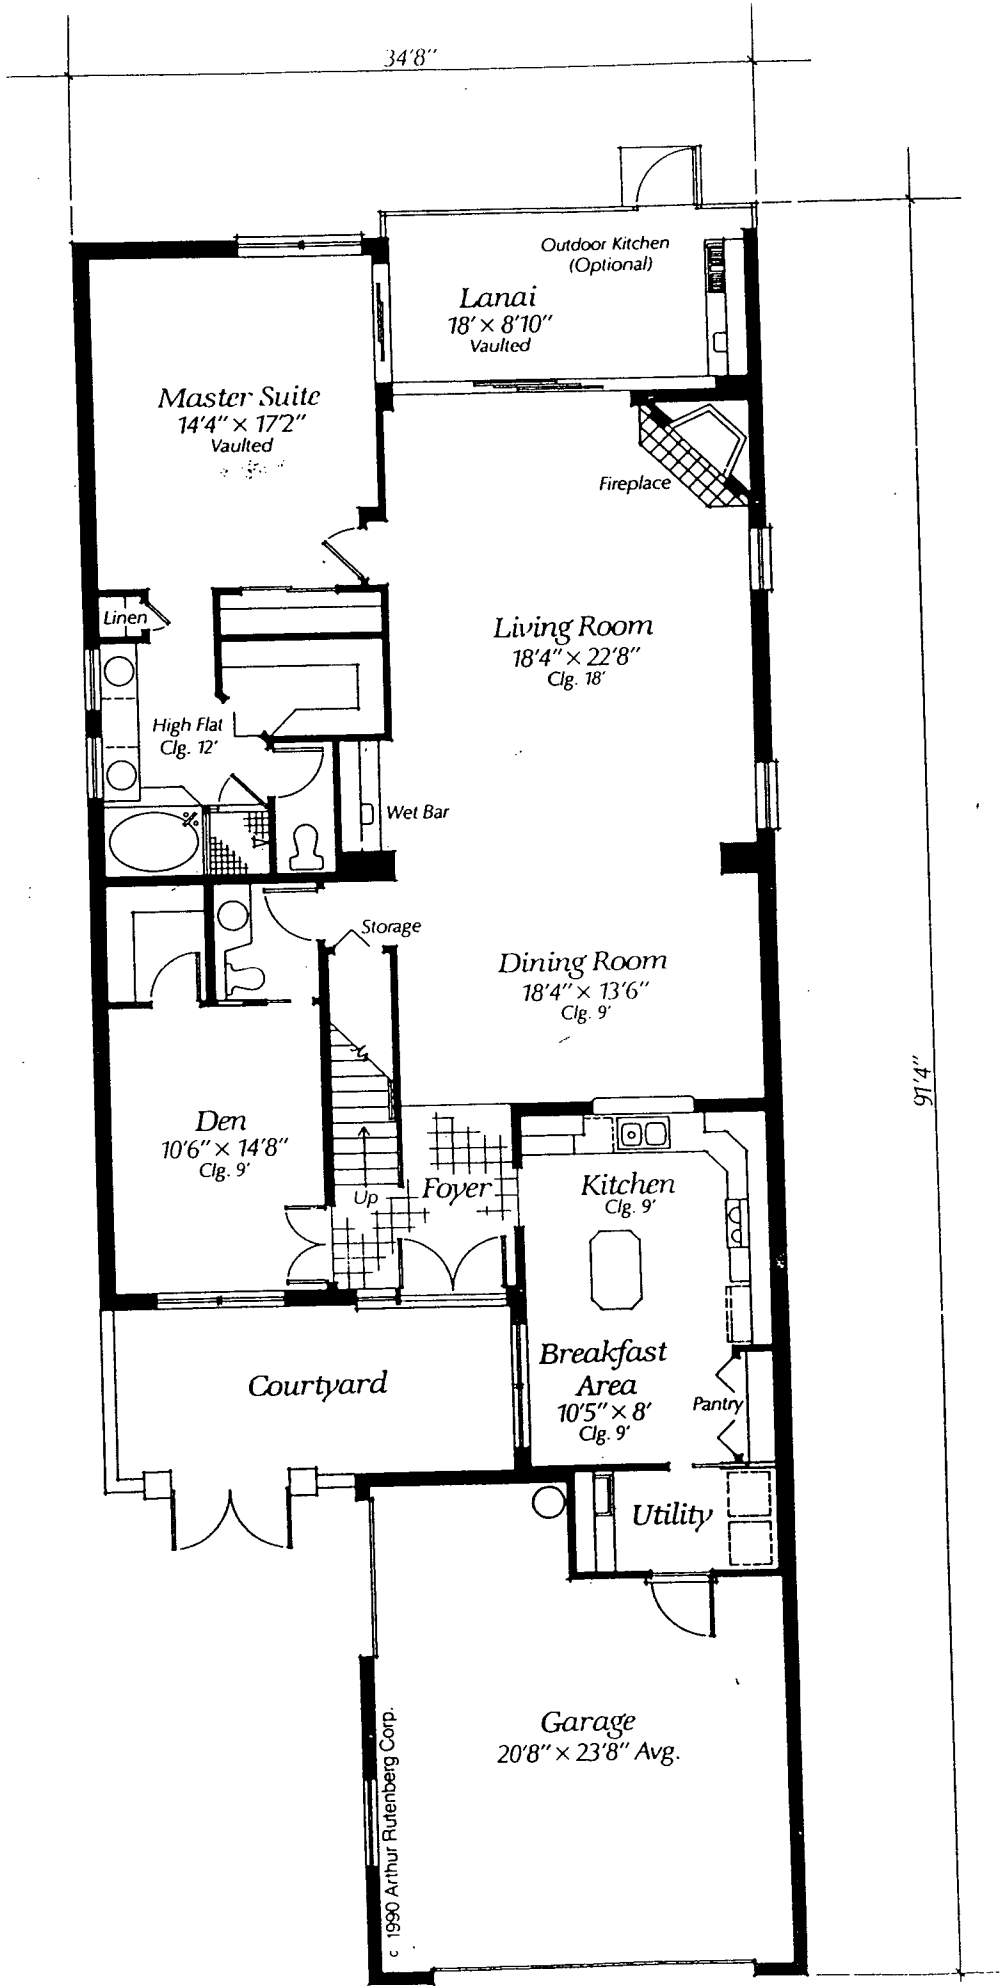 34'8"
Outdoor Kitchen
(Optional)
Lanai
18' × 8'10"
Vaulted
Master Suite
14'4" × 17'2"
Vaulted
Fireplace
Linen
Living Room
18'4" × 22'8"
Clg. 18'
High Flat
Clg. 12'
Wet Bar
Storage
Dining Room
18'4" × 13'6"
Clg. 9'
91'4"
Den
10'6" × 14'8"
Clg. 9'
Up
Foyer
Kitchen
Clg. 9'
Breakfast
Area
10'5" × 8'
Clg. 9'
Pantry
Courtyard
Utility
Garage
20'8" × 23'8" Avg.
c 1990 Arthur Rutenberg Corp.